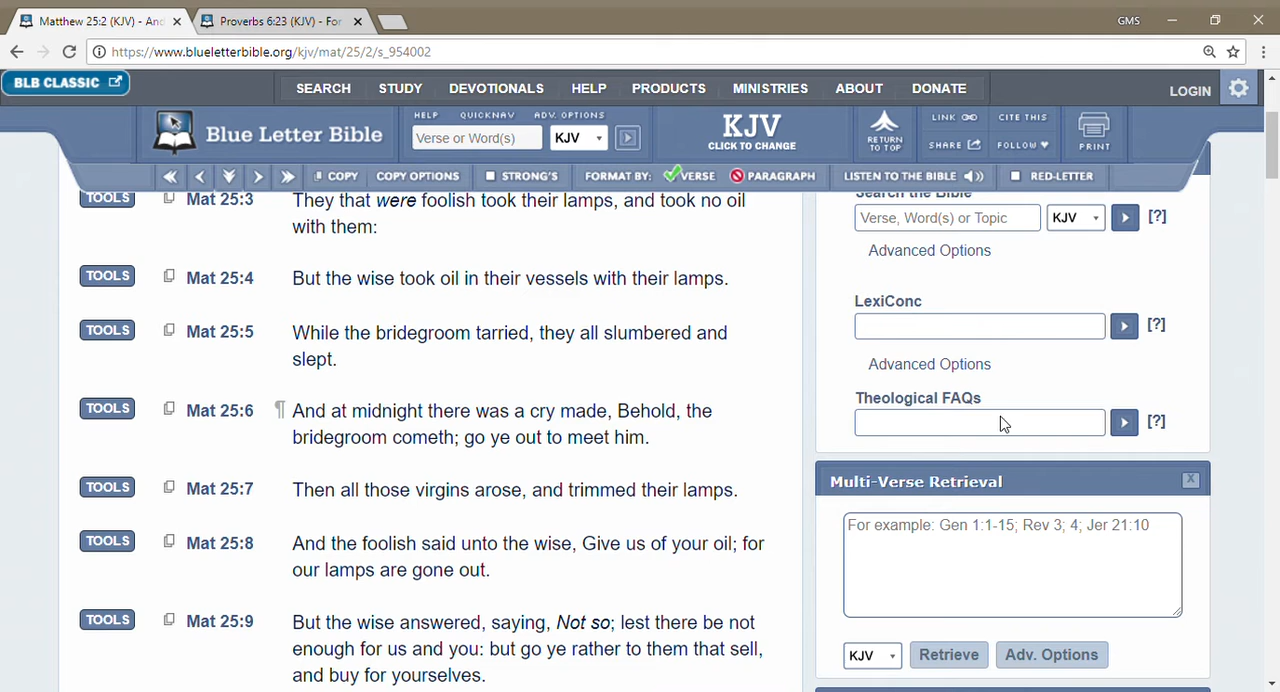 Matthew 25:2 (KJV) - And
Proverbs 6:23 (KJV) - For
GMS
https://www.blueletterbible.org/kjv/mat/25/2/s_954002
BLB CLASSIC
SEARCH STUDY DEVOTIONALS HELP PRODUCTS MINISTRIES ABOUT DONATE
LOGIN
Blue Letter Bible
HELP QUICKNAV ADV. OPTIONS
Verse or Word(s) KJV
KJV
CLICK TO CHANGE
RETURN
TO TOP
LINK CITE THIS
SHARE FOLLOW
PRINT
COPY COPY OPTIONS STRONG'S FORMAT BY: VERSE PARAGRAPH LISTEN TO THE BIBLE RED-LETTER
TOOLS Mat 25:3 They that were foolish took their lamps, and took no oil
with them:
TOOLS Mat 25:4 But the wise took oil in their vessels with their lamps.
TOOLS Mat 25:5 While the bridegroom tarried, they all slumbered and
slept.
TOOLS Mat 25:6 ¶ And at midnight there was a cry made, Behold, the
bridegroom cometh; go ye out to meet him.
TOOLS Mat 25:7 Then all those virgins arose, and trimmed their lamps.
TOOLS Mat 25:8 And the foolish said unto the wise, Give us of your oil; for
our lamps are gone out.
TOOLS Mat 25:9 But the wise answered, saying, Not so; lest there be not
enough for us and you: but go ye rather to them that sell,
and buy for yourselves.
Search the Bible
Verse, Word(s) or Topic KJV [?]
Advanced Options
LexiConc
[?]
Advanced Options
Theological FAQs
[?]
Multi-Verse Retrieval X
For example: Gen 1:1-15; Rev 3; 4; Jer 21:10
KJV Retrieve Adv. Options